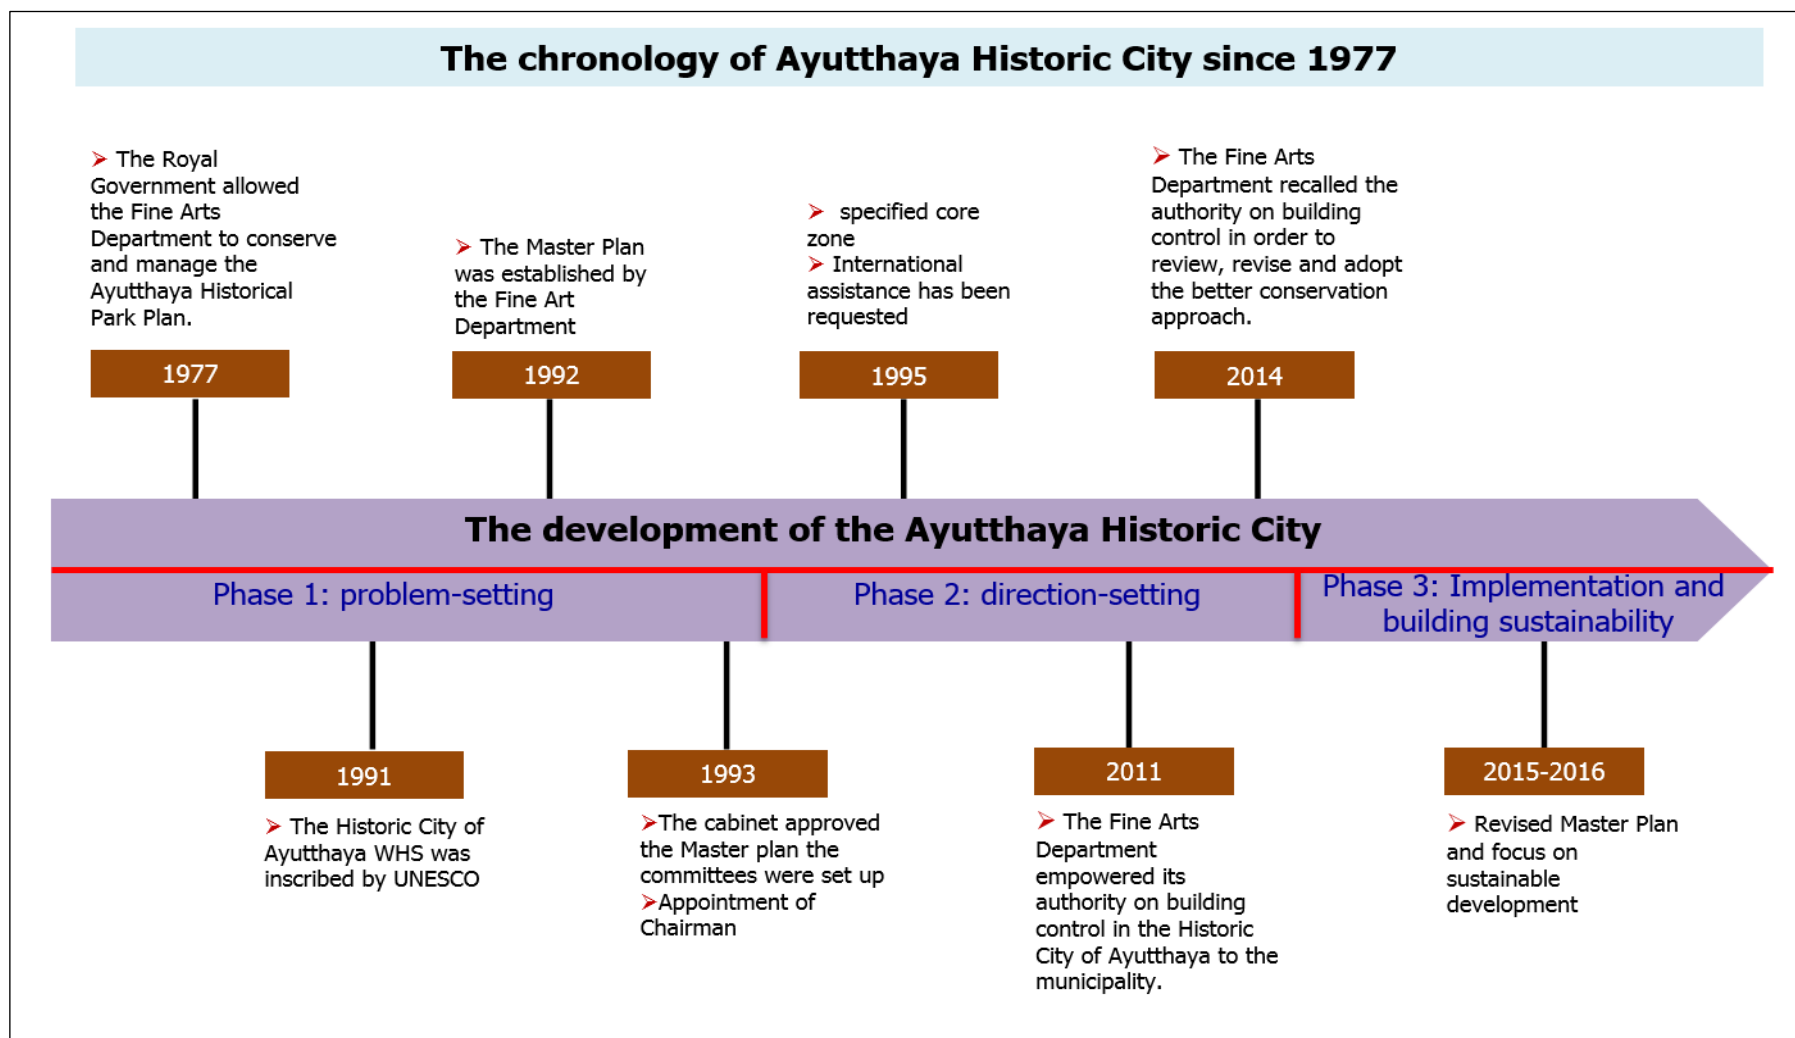 The chronology of Ayutthaya Historic City since 1977
➢ The Royal
Government allowed
the Fine Arts
Department to conserve
and manage the
Ayutthaya Historical
Park Plan.
1977
➢ The Master Plan
was established by
the Fine Art
Department
1992
➢ specified core
zone
➢ International
assistance has been
requested
1995
➢ The Fine Arts
Department recalled the
authority on building
control in order to
review, revise and adopt
the better conservation
approach.
2014
The development of the Ayutthaya Historic City
Phase 1: problem-setting
Phase 2: direction-setting
Phase 3: Implementation and
building sustainability
1991
➢ The Historic City of
Ayutthaya WHS was
inscribed by UNESCO
1993
➢The cabinet approved
the Master plan the
committees were set up
➢Appointment of
Chairman
2011
➢ The Fine Arts
Department
empowered its
authority on building
control in the Historic
City of Ayutthaya to the
municipality.
2015-2016
➢ Revised Master Plan
and focus on
sustainable
development